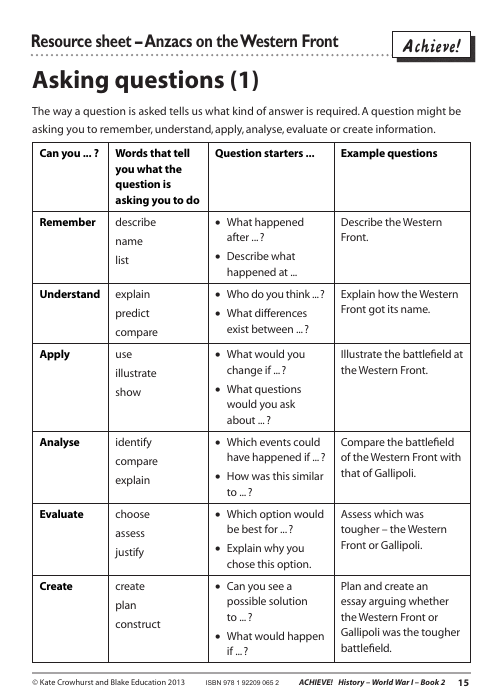 Resource sheet – Anzacs on the Western Front
Achieve!
Asking questions (1)
The way a question is asked tells us what kind of answer is required. A question might be
asking you to remember, understand, apply, analyse, evaluate or create information.
Can you ... ?
Words that tell
you what the
question is
asking you to do
Question starters ...
Example questions
Remember
describe
name
list
• What happened
after ... ?
• Describe what
happened at ...
Describe the Western
Front.
Understand
explain
predict
compare
• Who do you think ... ?
• What differences
exist between ... ?
Explain how the Western
Front got its name.
Apply
use
illustrate
show
• What would you
change if ... ?
• What questions
would you ask
about ... ?
Illustrate the battlefield at
the Western Front.
Analyse
identify
compare
explain
• Which events could
have happened if ... ?
• How was this similar
to ... ?
Compare the battlefield
of the Western Front with
that of Gallipoli.
Evaluate
choose
assess
justify
• Which option would
be best for ... ?
• Explain why you
chose this option.
Assess which was
tougher – the Western
Front or Gallipoli.
Create
create
plan
construct
• Can you see a
possible solution
to ... ?
• What would happen
if ... ?
Plan and create an
essay arguing whether
the Western Front or
Gallipoli was the tougher
battlefield.
© Kate Crowhurst and Blake Education 2013 ISBN 978 1 92209 065 2 ACHIEVE! History – World War I – Book 2 15